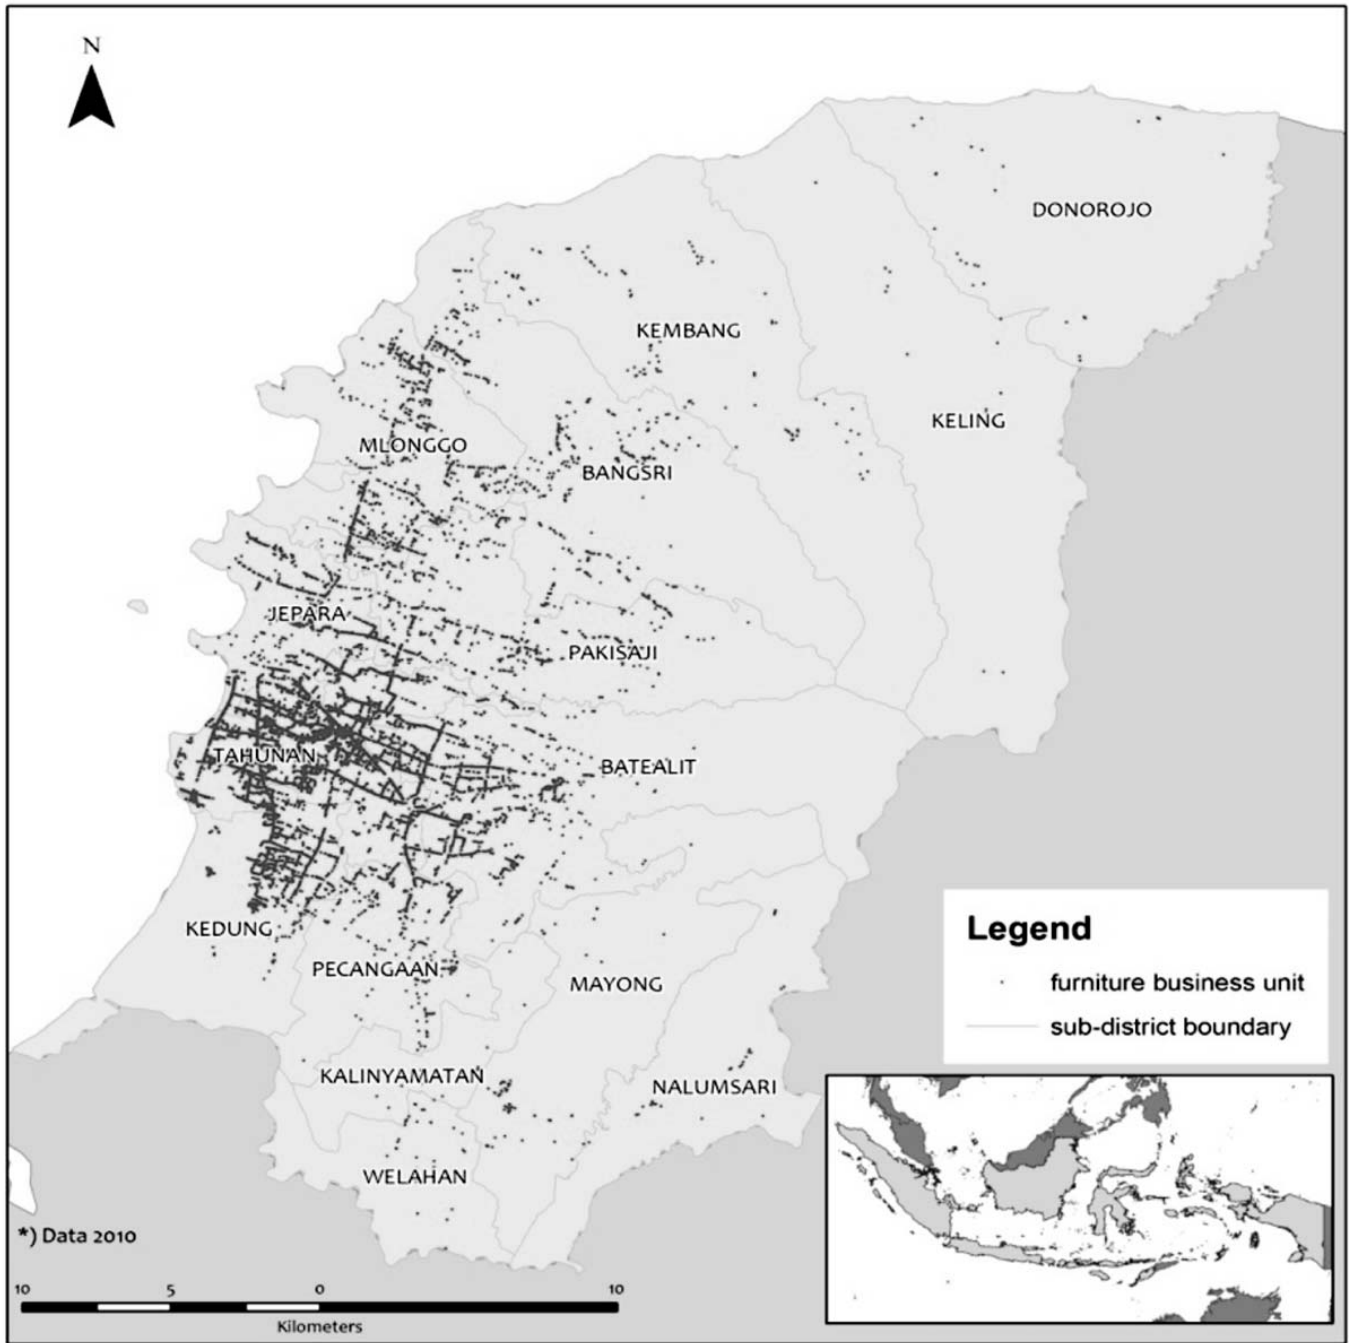 N
DONOROJO
KEMBANG
KELING
MLONGGO
BANGSRI
JEPARA
PAKISAJI
TAHUNAN
BATEALIT
KEDUNG
PECANGAAN
MAYONG
KALINYAMATAN
NALUMSARI
WELAHAN
Legend
furniture business unit
sub-district boundary
*) Data 2010
10 5 0 10
Kilometers